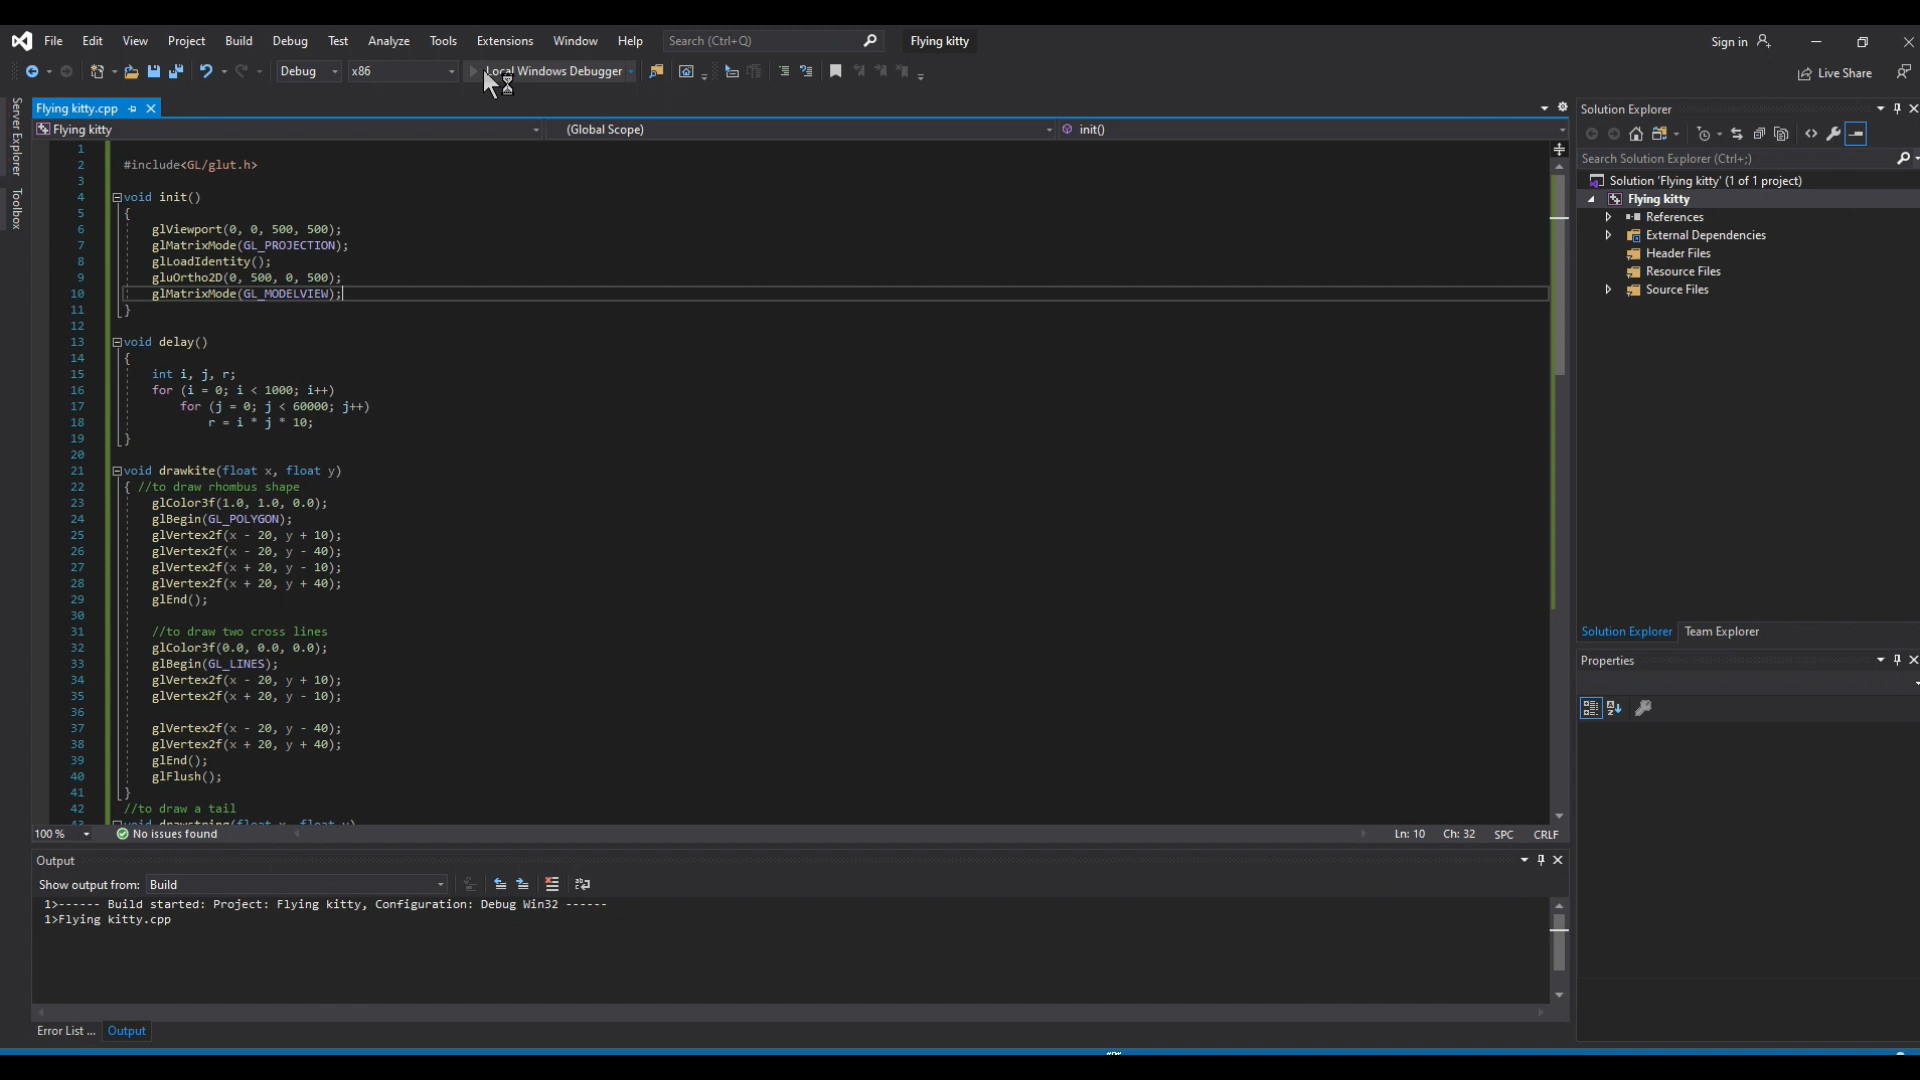 File Edit View Project Build Debug Test Analyze Tools Extensions Window Help Search (Ctrl+Q) Flying kitty Sign in
Debug x86 Local Windows Debugger Live Share
Server Explorer
Toolbox
Flying kitty.cpp
Flying kitty (Global Scope) init()
1
2 #include<GL/glut.h>
3
4 void init()
5 {
6 glViewport(0, 0, 500, 500);
7 glMatrixMode(GL_PROJECTION);
8 glLoadIdentity();
9 gluOrtho2D(0, 500, 0, 500);
10 glMatrixMode(GL_MODELVIEW);
11 }
12
13 void delay()
14 {
15 int i, j, r;
16 for (i = 0; i < 1000; i++)
17 for (j = 0; j < 60000; j++)
18 r = i * j * 10;
19 }
20
21 void drawkite(float x, float y)
22 { //to draw rhombus shape
23 glColor3f(1.0, 1.0, 0.0);
24 glBegin(GL_POLYGON);
25 glVertex2f(x - 20, y + 10);
26 glVertex2f(x - 20, y - 40);
27 glVertex2f(x + 20, y - 10);
28 glVertex2f(x + 20, y + 40);
29 glEnd();
30
31 //to draw two cross lines
32 glColor3f(0.0, 0.0, 0.0);
33 glBegin(GL_LINES);
34 glVertex2f(x - 20, y + 10);
35 glVertex2f(x + 20, y - 10);
36
37 glVertex2f(x - 20, y - 40);
38 glVertex2f(x + 20, y + 40);
39 glEnd();
40 glFlush();
41 }
42 //to draw a tail
43 void drawstring(float x, float y)
100 % No issues found Ln: 10 Ch: 32 SPC CRLF
Output
Show output from: Build
1>------ Build started: Project: Flying kitty, Configuration: Debug Win32 ------
1>Flying kitty.cpp
Error List ... Output
Solution Explorer
Search Solution Explorer (Ctrl+;)
Solution 'Flying kitty' (1 of 1 project)
Flying kitty
References
External Dependencies
Header Files
Resource Files
Source Files
Solution Explorer Team Explorer
Properties